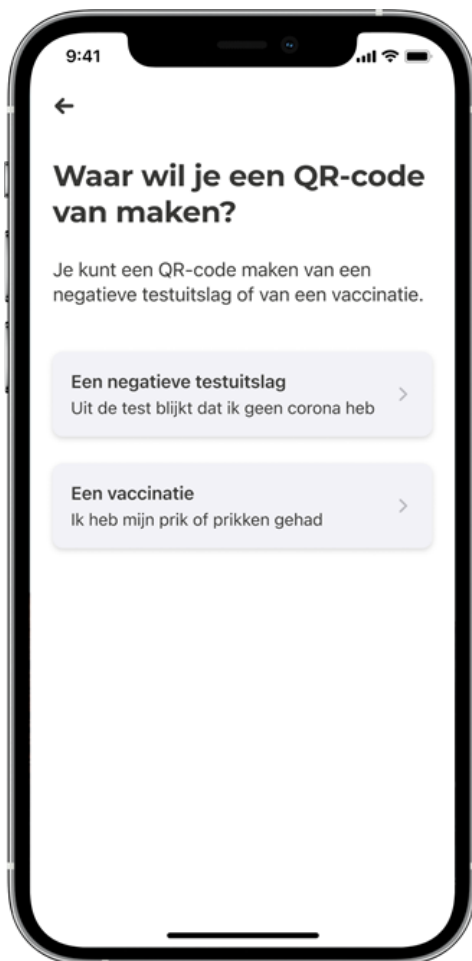 9:41
Waar wil je een QR-code
van maken?
Je kunt een QR-code maken van een
negatieve testuitslag of van een vaccinatie.
Een negatieve testuitslag
Uit de test blijkt dat ik geen corona heb
Een vaccinatie
Ik heb mijn prik of prikken gehad